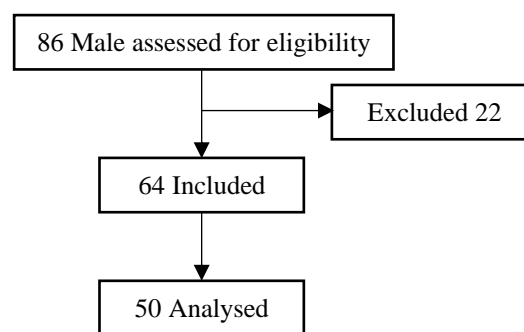 86 Male assessed for eligibility
Excluded 22
64 Included
50 Analysed